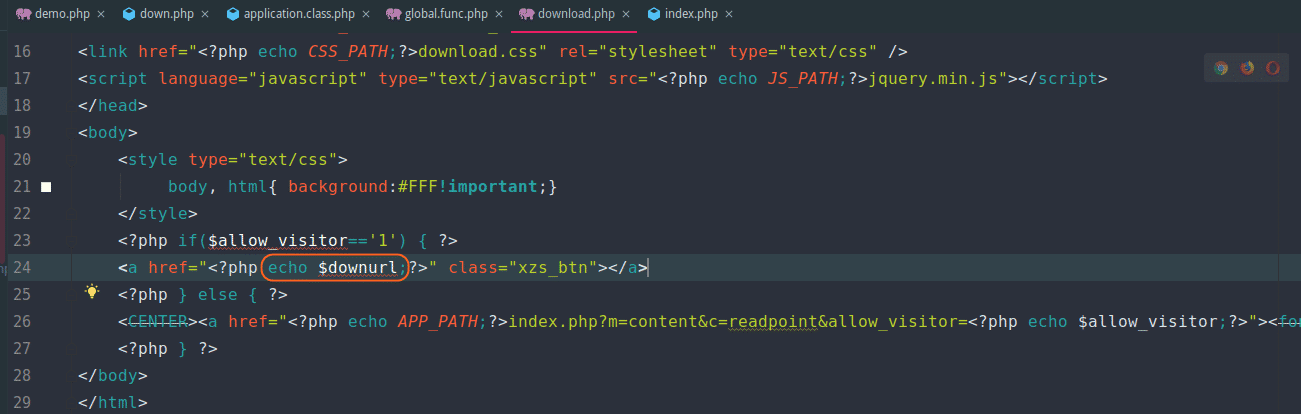 demo.php × down.php × application.class.php × global.func.php × download.php × index.php ×
16 <link href="<?php echo CSS_PATH;?>download.css" rel="stylesheet" type="text/css" />
17 <script language="javascript" type="text/javascript" src="<?php echo JS_PATH;?>jquery.min.js"></script>
18 </head>
19 <body>
20 <style type="text/css">
21 body, html{ background:#FFF!important;}
22 </style>
23 <?php if($allow_visitor=='1') { ?>
24 <a href="<?php echo $downurl;?>" class="xzs_btn"></a>
25 <?php } else { ?>
26 <CENTER><a href="<?php echo APP_PATH;?>index.php?m=content&c=readpoint&allow_visitor=<?php echo $allow_visitor;?>"><fon
27 <?php } ?>
28 </body>
29 </html>